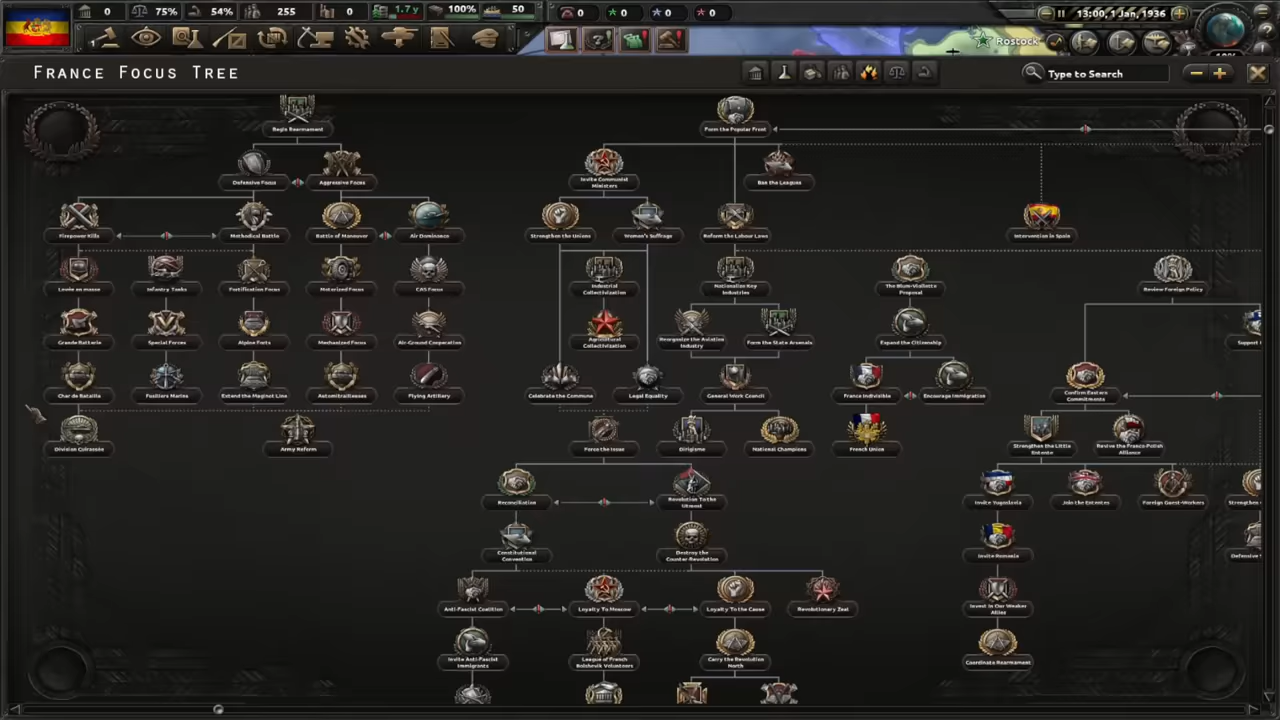 0 75% 54% 255 0 1.7 y 100% 50 0 0 0 0 13:00, 1 Jan, 1936
Rostock
France Focus Tree
Type to Search
Begin Rearmament
Form the Popular Front
Defensive Focus
Aggressive Focus
Invite Communist
Ministers
Ban the Leagues
Firepower Kills
Methodical Battle
Battle of Maneuver
Air Dominance
Strengthen the Unions
Women's Suffrage
Reform the Labour Laws
Intervention in Spain
Levée en masse
Infantry Tanks
Fortification Focus
Motorized Focus
CAS Focus
Industrial
Collectivization
Nationalize Key
Industries
The Blum-Viollette
Proposal
Review Foreign Policy
Grande Batterie
Special Forces
Alpine Forts
Mechanized Focus
Air-Ground Cooperation
Agricultural
Collectivization
Reorganize the Aviation
Industry
Form the State Arsenals
Expand the Citizenship
Support
Char de Bataille
Fusiliers Marins
Extend the Maginot Line
Automitrailleuses
Flying Artillery
Celebrate the Commune
Legal Equality
General Work Council
France Indivisible
Encourage Immigration
Confirm Eastern
Commitments
Division Cuirassée
Army Reform
Force the Issue
Dirigisme
National Champions
French Union
Strengthen the Little
Entente
Revive the Franco-Polish
Alliance
Reconciliation
Revolution To the
Utmost
Invite Yugoslavia
Join the Ententes
Foreign Guest-Workers
Strengthen
Constitutional
Convention
Destroy the
Counter-Revolution
Invite Romania
Defensive
Anti-Fascist Coalition
Loyalty To Moscow
Loyalty To the Cause
Revolutionary Zeal
Invest in Our Weaker
Allies
Invite Anti-Fascist
Immigrants
League of French
Bolshevik Volunteers
Carry the Revolution
North
Coordinate Rearmament